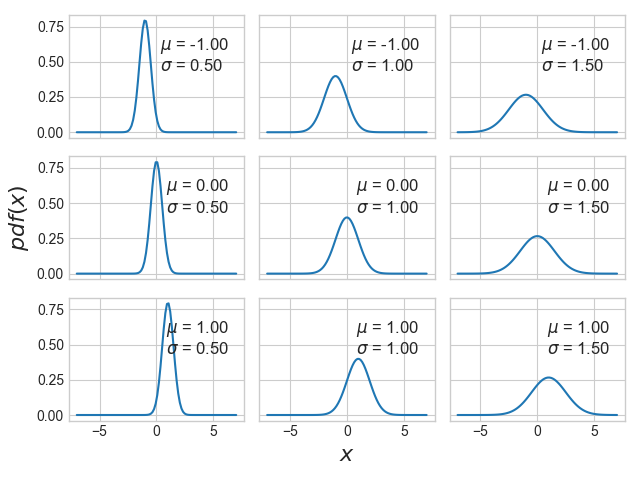 0.75
0.50
0.25
0.00
μ = -1.00
σ = 0.50
μ = -1.00
σ = 1.00
μ = -1.00
σ = 1.50
pdf(x)
0.75
0.50
0.25
0.00
μ = 0.00
σ = 0.50
μ = 0.00
σ = 1.00
μ = 0.00
σ = 1.50
0.75
0.50
0.25
0.00
μ = 1.00
σ = 0.50
μ = 1.00
σ = 1.00
μ = 1.00
σ = 1.50
−5 0 5
−5 0 5
−5 0 5
x